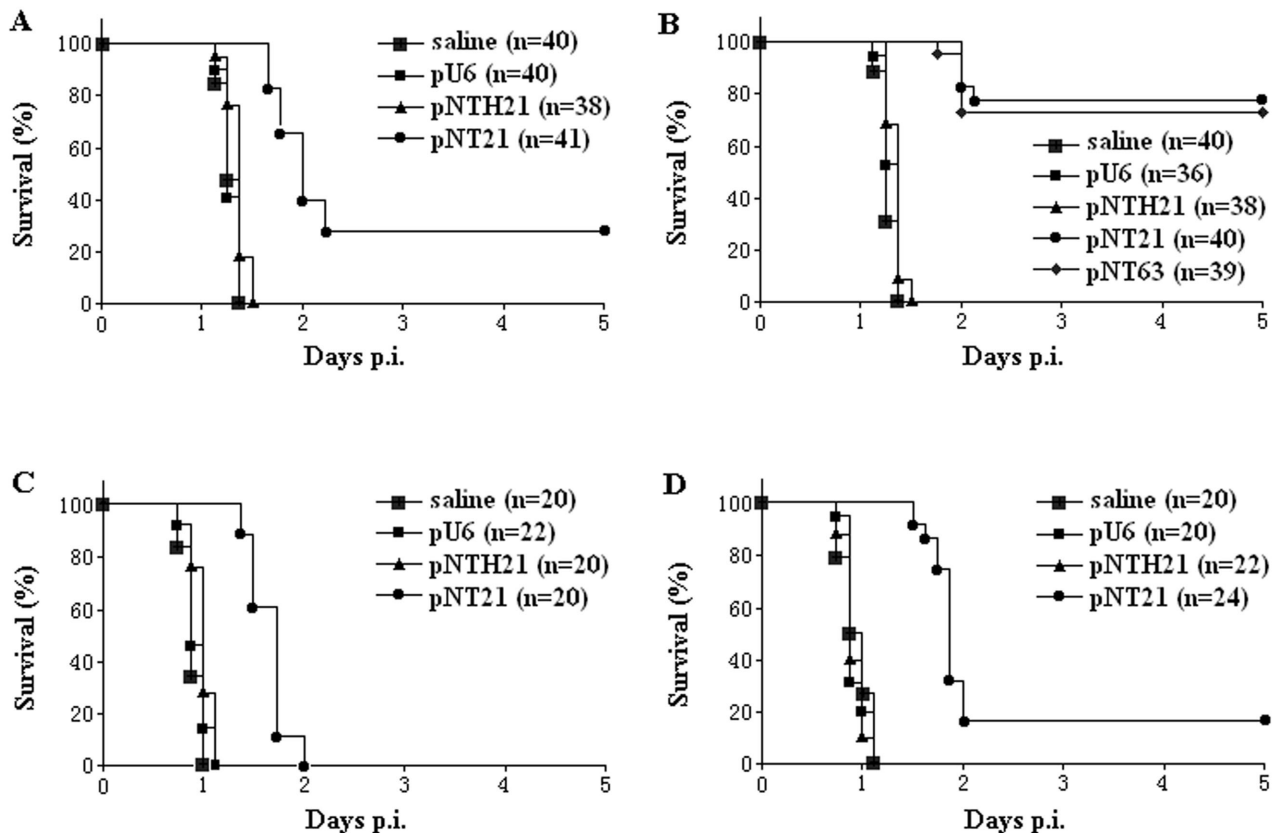 A
Survival (%)
100
80
60
40
20
0
0 1 2 3 4 5
Days p.i.
saline (n=40)
pU6 (n=40)
pNTH21 (n=38)
pNT21 (n=41)
B
Survival (%)
100
80
60
40
20
0
0 1 2 3 4 5
Days p.i.
saline (n=40)
pU6 (n=36)
pNTH21 (n=38)
pNT21 (n=40)
pNT63 (n=39)
C
Survival (%)
100
80
60
40
20
0
0 1 2 3 4 5
Days p.i.
saline (n=20)
pU6 (n=22)
pNTH21 (n=20)
pNT21 (n=20)
D
Survival (%)
100
80
60
40
20
0
0 1 2 3 4 5
Days p.i.
saline (n=20)
pU6 (n=20)
pNTH21 (n=22)
pNT21 (n=24)